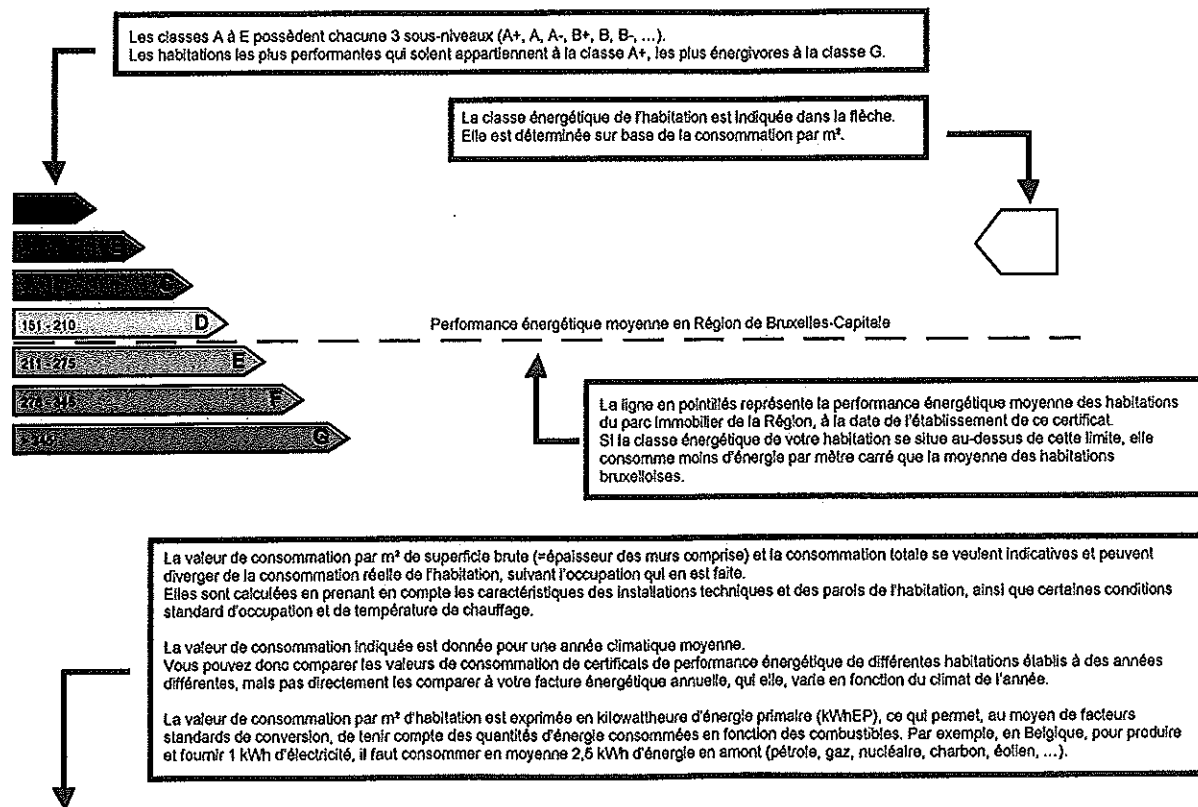 Les classes A à E possèdent chacune 3 sous-niveaux (A+, A, A-, B+, B, B-, ...).
Les habitations les plus performantes qui soient appartiennent à la classe A+, les plus énergivores à la classe G.
La classe énergétique de l'habitation est indiquée dans la flèche.
Elle est déterminée sur base de la consommation par m².
B
C
151 - 210 D
Performance énergétique moyenne en Région de Bruxelles-Capitale
211 - 275 E
276 - 345 F
> 345 G
La ligne en pointillés représente la performance énergétique moyenne des habitations
du parc immobilier de la Région, à la date de l'établissement de ce certificat.
Si la classe énergétique de votre habitation se situe au-dessus de cette limite, elle
consomme moins d'énergie par mètre carré que la moyenne des habitations
bruxelloises.
La valeur de consommation par m² de superficie brute (=épaisseur des murs comprise) et la consommation totale se veulent indicatives et peuvent
diverger de la consommation réelle de l'habitation, suivant l'occupation qui en est faite.
Elles sont calculées en prenant en compte les caractéristiques des installations techniques et des parois de l'habitation, ainsi que certaines conditions
standard d'occupation et de température de chauffage.
La valeur de consommation indiquée est donnée pour une année climatique moyenne.
Vous pouvez donc comparer les valeurs de consommation de certificats de performance énergétique de différentes habitations établis à des années
différentes, mais pas directement les comparer à votre facture énergétique annuelle, qui elle, varie en fonction du climat de l'année.
La valeur de consommation par m² d'habitation est exprimée en kilowattheure d'énergie primaire (kWhEP), ce qui permet, au moyen de facteurs
standards de conversion, de tenir compte des quantités d'énergie consommées en fonction des combustibles. Par exemple, en Belgique, pour produire
et fournir 1 kWh d'électricité, il faut consommer en moyenne 2,5 kWh d'énergie en amont (pétrole, gaz, nucléaire, charbon, éolien, ...).